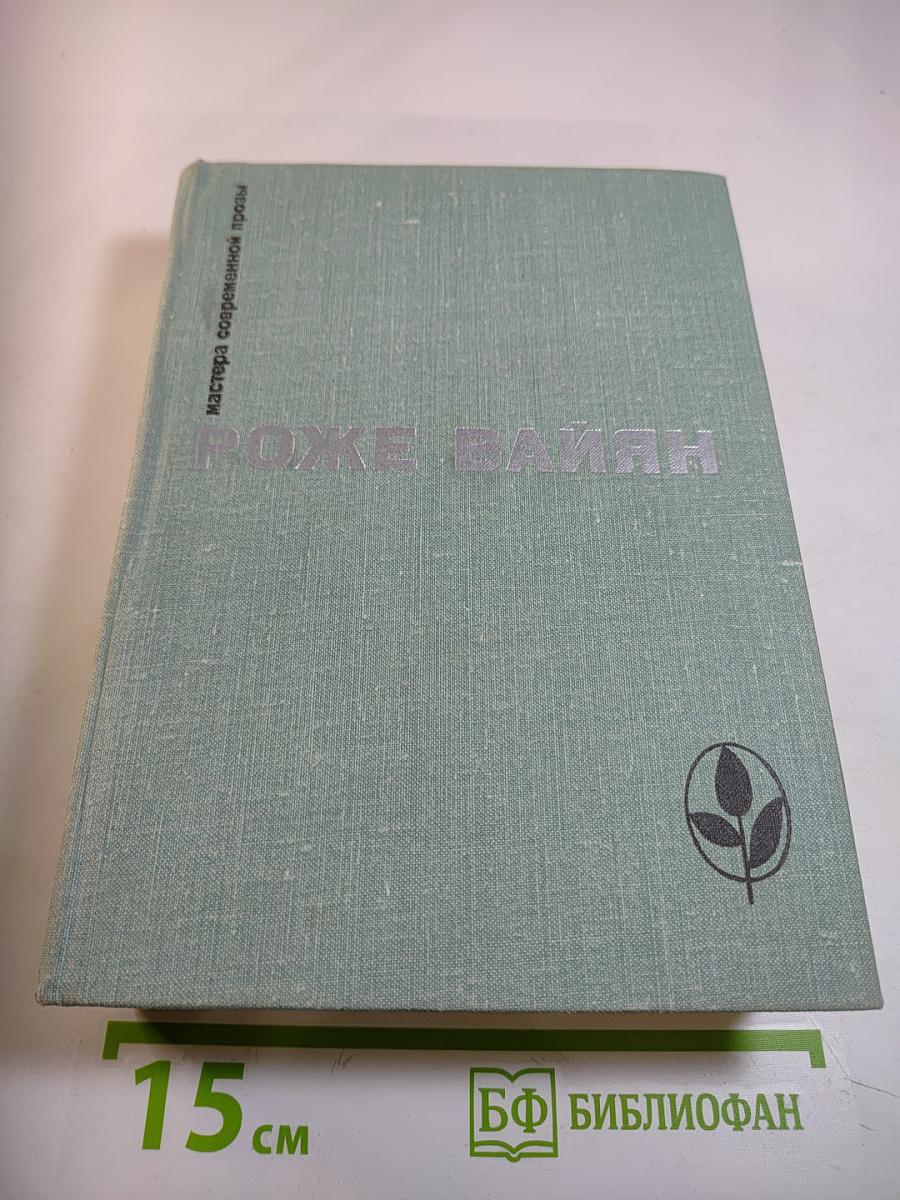 мастера современной прозы
РОЖЕ ВАЙЯН
15 см
БФ БИБЛИОФАН